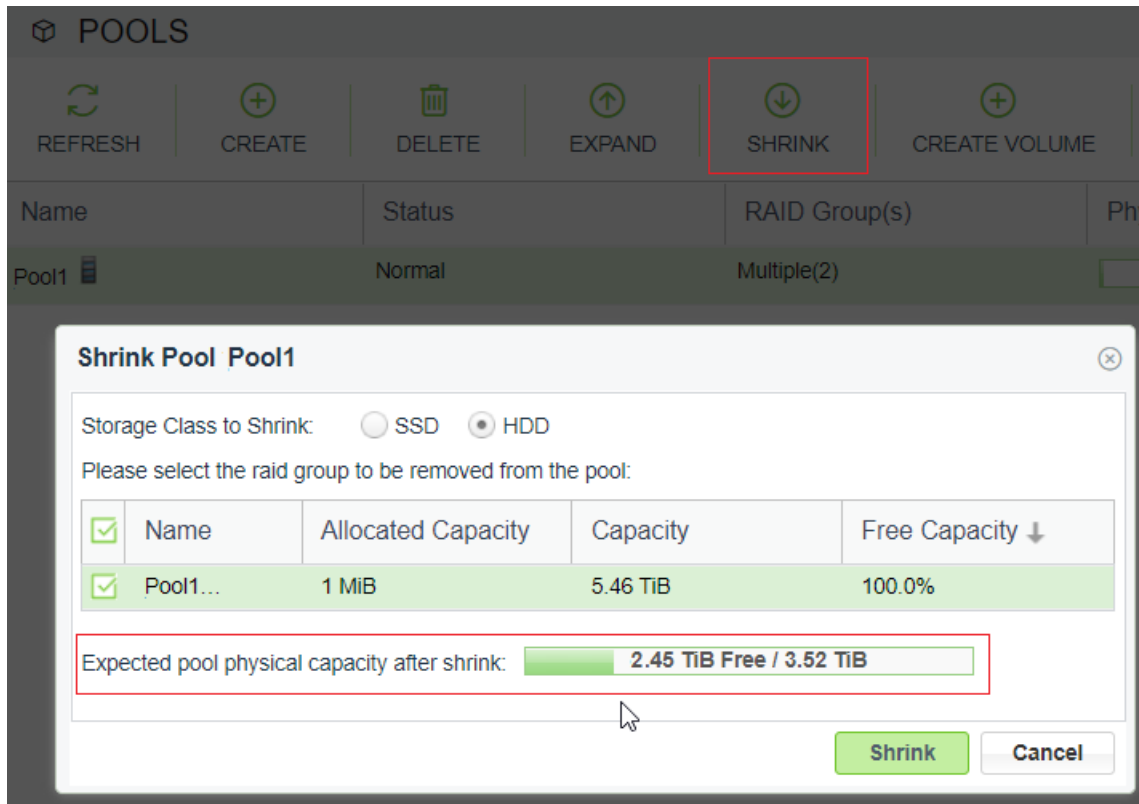 POOLS
REFRESH CREATE DELETE EXPAND SHRINK CREATE VOLUME
Name Status RAID Group(s) Ph
Pool1 Normal Multiple(2)
Shrink Pool Pool1
Storage Class to Shrink: SSD HDD
Please select the raid group to be removed from the pool:
Name Allocated Capacity Capacity Free Capacity
Pool1... 1 MiB 5.46 TiB 100.0%
Expected pool physical capacity after shrink: 2.45 TiB Free / 3.52 TiB
Shrink Cancel